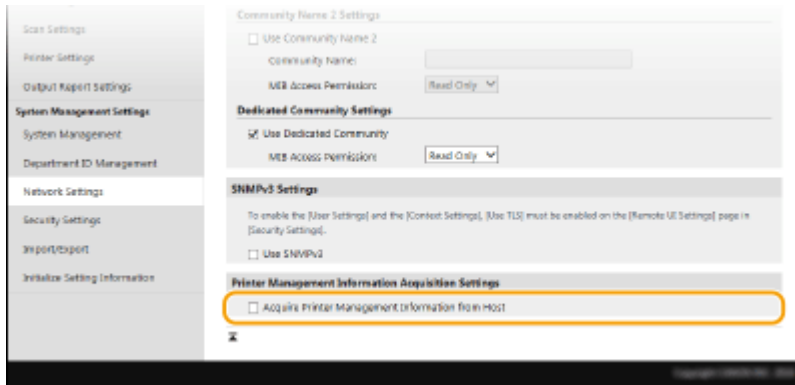 Scan Settings
Printer Settings
Output Report Settings
System Management Settings
System Management
Department ID Management
Network Settings
Security Settings
Import/Export
Initialize Setting Information
Community Name 2 Settings
Use Community Name 2
Community Name:
MIB Access Permission: Read Only
Dedicated Community Settings
Use Dedicated Community
MIB Access Permission: Read Only
SNMPv3 Settings
To enable the [User Settings] and the [Context Settings], [Use TLS] must be enabled on the [Remote UI Settings] page in
[Security Settings].
Use SNMPv3
Printer Management Information Acquisition Settings
Acquire Printer Management Information from Host